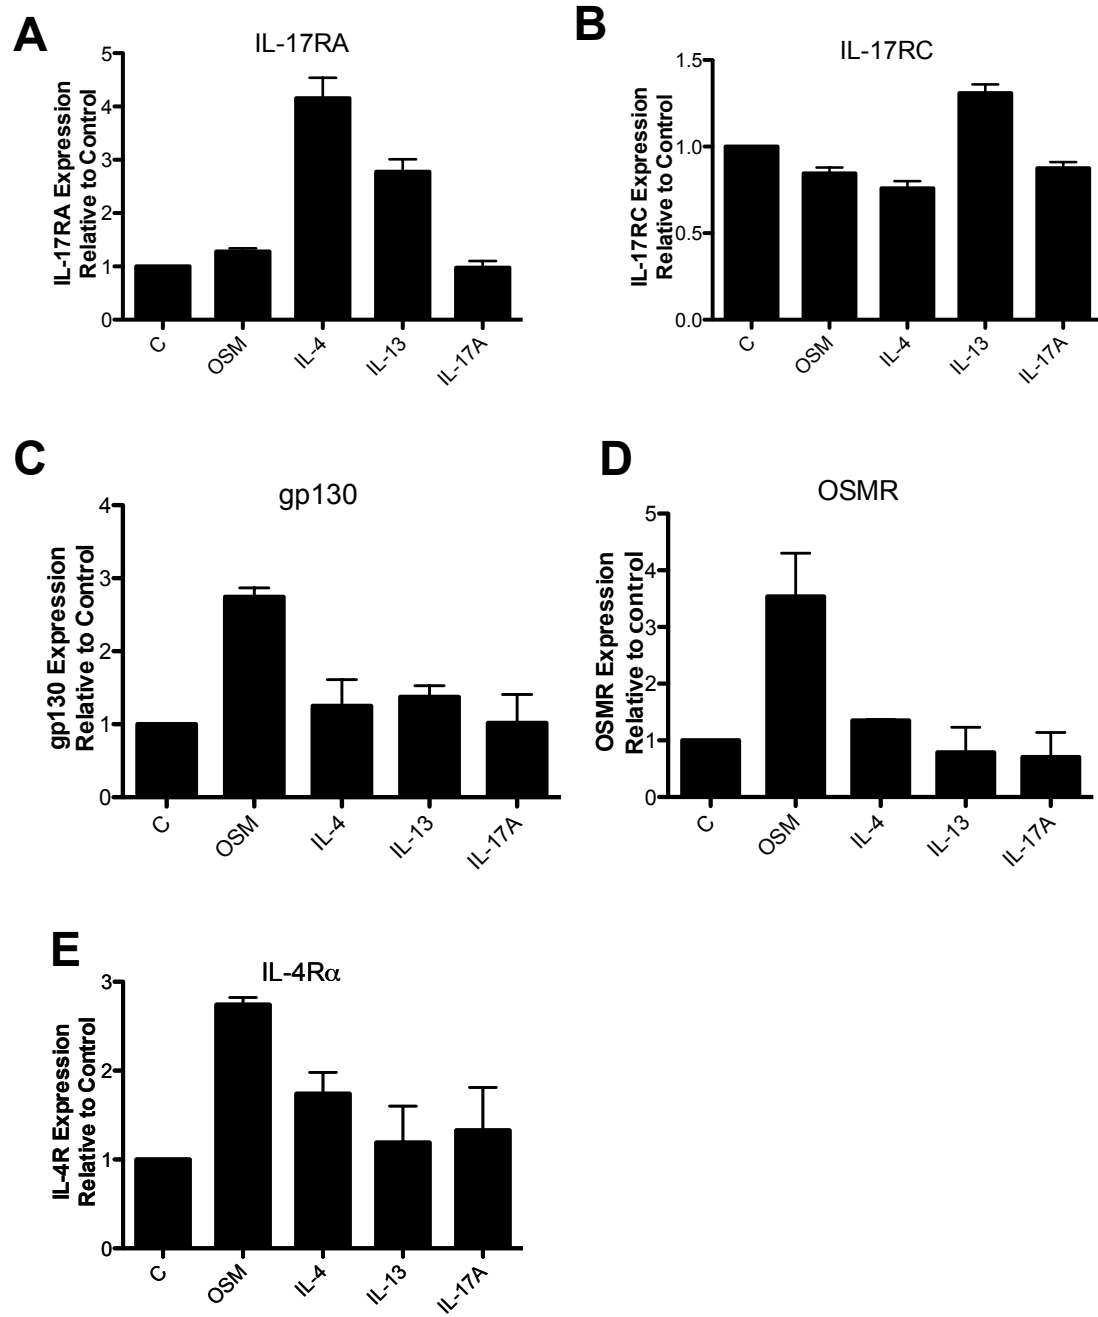 A
IL-17RA
IL-17RA Expression
Relative to Control
5
4
3
2
1
0
C
OSM
IL-4
IL-13
IL-17A
B
IL-17RC
IL-17RC Expression
Relative to Control
1.5
1.0
0.5
0.0
C
OSM
IL-4
IL-13
IL-17A
C
gp130
gp130 Expression
Relative to Control
4
3
2
1
0
C
OSM
IL-4
IL-13
IL-17A
D
OSMR
OSMR Expression
Relative to control
5
4
3
2
1
0
C
OSM
IL-4
IL-13
IL-17A
E
IL-4Rα
IL-4R Expression
Relative to Control
3
2
1
0
C
OSM
IL-4
IL-13
IL-17A